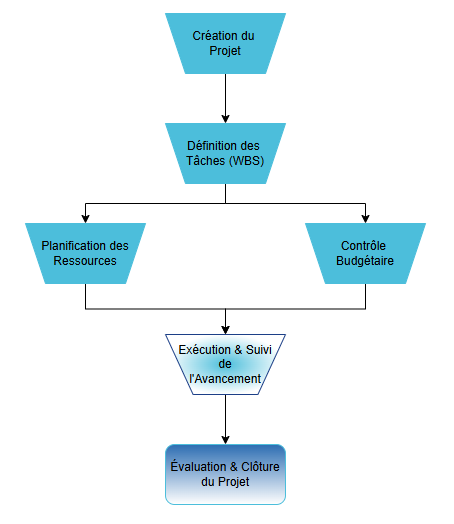 Création du
Projet
Définition des
Tâches (WBS)
Planification des
Ressources
Contrôle
Budgétaire
Exécution & Suivi
de
l'Avancement
Évaluation & Clôture
du Projet